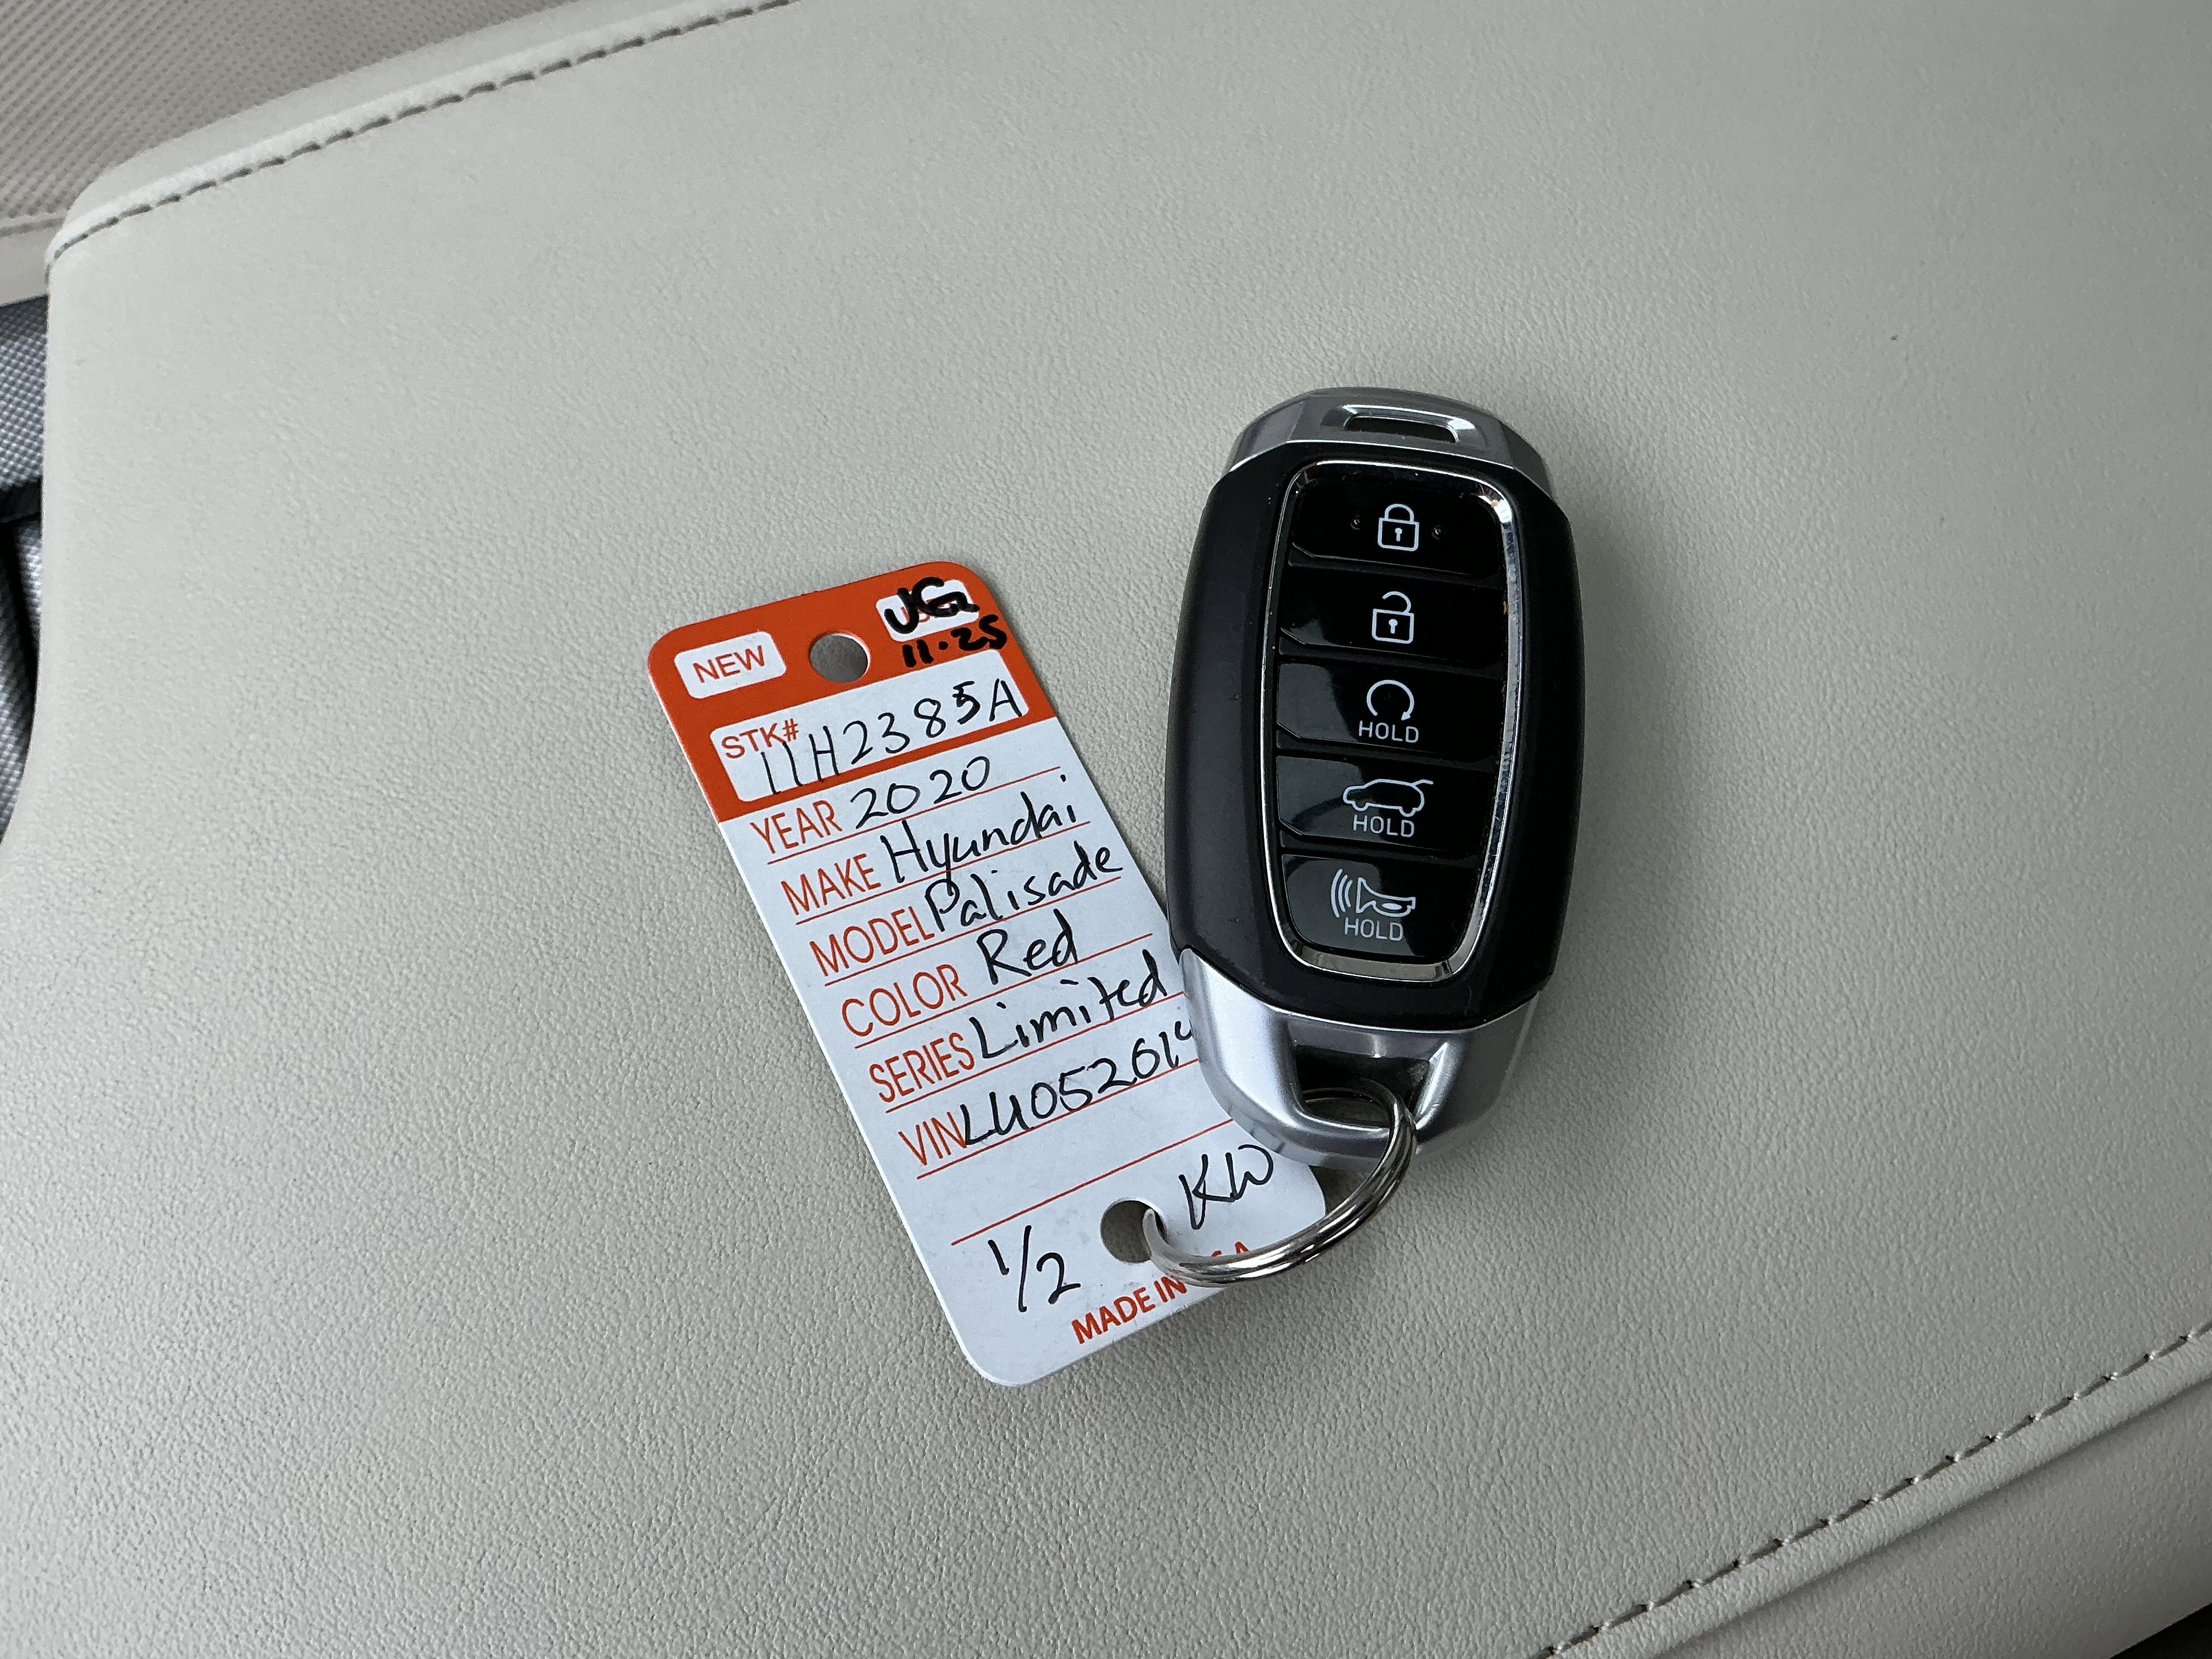 NEW
UG
11·25
STK# 11H2385A
YEAR 2020
MAKE Hyundai
MODEL Palisade
COLOR Red
SERIES Limited
VIN LU052614
1/2 KW
MADE IN
HOLD
HOLD
HOLD